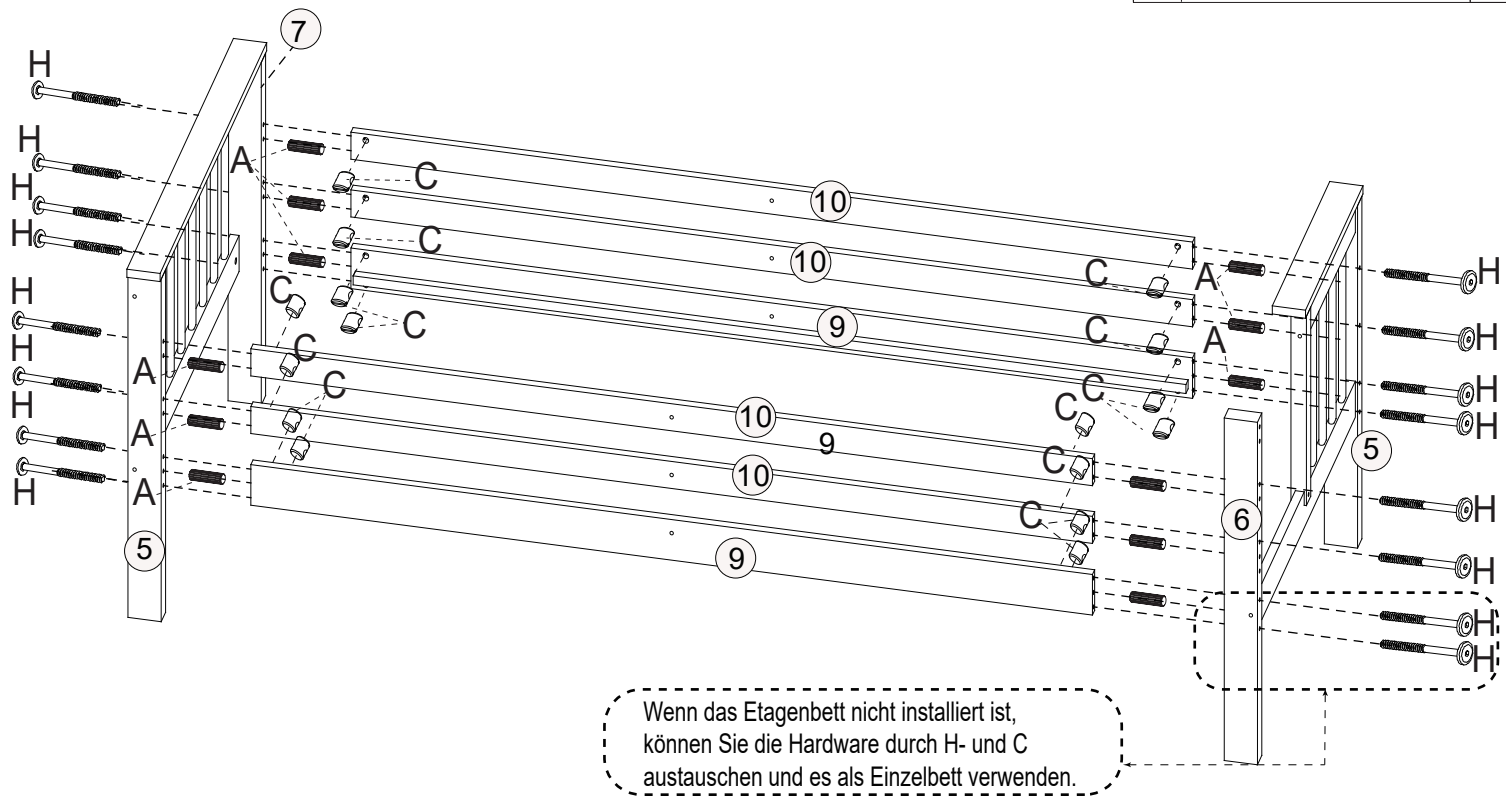 7
H
H
A
C
10
H
H
C
10
C
A
H
H
C
C
9
C
H
H
C
A
H
A
C
10
C
H
H
9
5
A
10
C
H
H
C
6
H
A
5
9
H
H
H
Wenn das Etagenbett nicht installiert ist,
können Sie die Hardware durch H- und C
austauschen und es als Einzelbett verwenden.